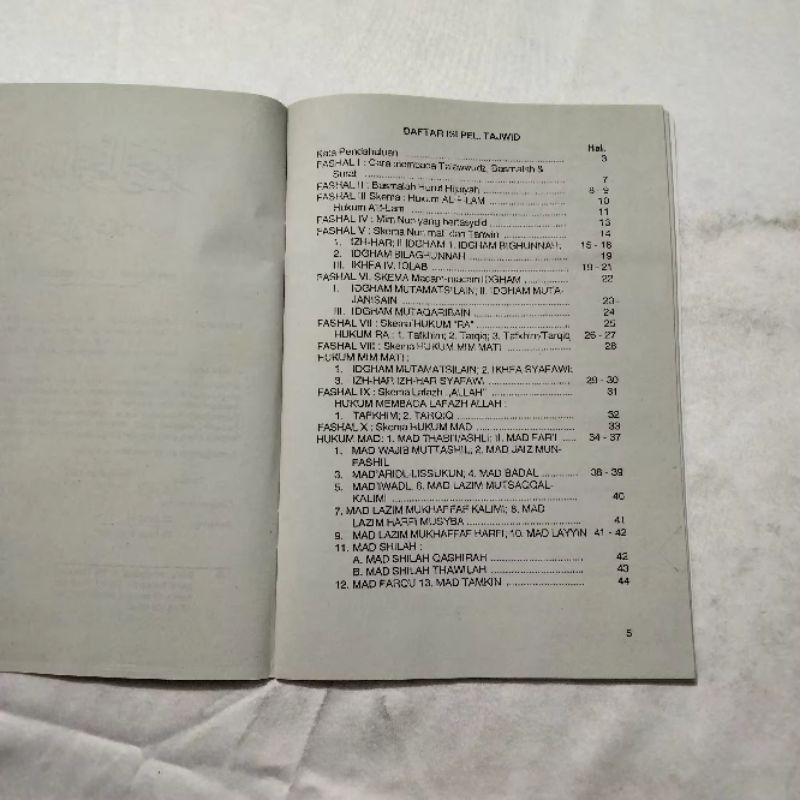 DAFTAR ISI PEL. TAJWID
Hal.
Kata Pendahuluan 3
FASHAL I : Cara membaca Ta'awwudz, Basmalah &
Surat 7
FASHAL II : Basmalah Huruf Hijaiyah 8 - 9
FASHAL III Skema : Hukum ALIF-LAM 10
Hukum Alif-Lam 11
FASHAL IV : Mim Nun yang bertasydid 13
FASHAL V : Skema Nun mati dan Tanwin 14
1. IZH-HAR; II IDGHAM 1. IDGHAM BIGHUNNAH; 15 - 18
2. IDGHAM BILAGHUNNAH 19
III. IKHFA IV. IQLAB 19 - 21
FASHAL VI. SKEMA Macam-macam IDGHAM 22
I. IDGHAM MUTAMATSILAIN; II. IDGHAM MUTA-
JANISAIN 23 -
III. IDGHAM MUTAQARIBAIN 24
FASHAL VII : Skema HUKUM "RA" 25
HUKUM RA : 1. Tafkhim; 2. Tarqiq; 3. Tafkhim/Tarqiq 26 - 27
FASHAL VIII : Skema HUKUM MIM MATI 28
HUKUM MIM MATI :
1. IDGHAM MUTAMATSILAIN; 2. IKHFA SYAFAWI;
3. IZH-HAR IZH-HAR SYAFAWI 29 - 30
FASHAL IX : Skema Lafazh „ALLAH" 31
HUKUM MEMBACA LAFAZH ALLAH :
1. TAFKHIM; 2. TARQIQ 32
FASHAL X : Skema HUKUM MAD 33
HUKUM MAD: 1. MAD THABI'I/ASHLI; II. MAD FAR'I 34 - 37
1. MAD WAJIB MUTTASHIL; 2. MAD JAIZ MUN-
FASHIL
3. MAD'ARIDL-LISSUKUN; 4. MAD BADAL 38 - 39
5. MAD'IWADL, 6. MAD LAZIM MUTSAQQAL-
KALIMI 40
7. MAD LAZIM MUKHAFFAF KALIMI; 8. MAD
LAZIM HARFI MUSYBA 41
9. MAD LAZIM MUKHAFFAF HARFI; 10. MAD LAYYIN 41 - 42
11. MAD SHILAH :
A. MAD SHILAH QASHIRAH 42
B. MAD SHILAH THAWILAH 43
12. MAD FARQU 13. MAD TAMKIN 44
5